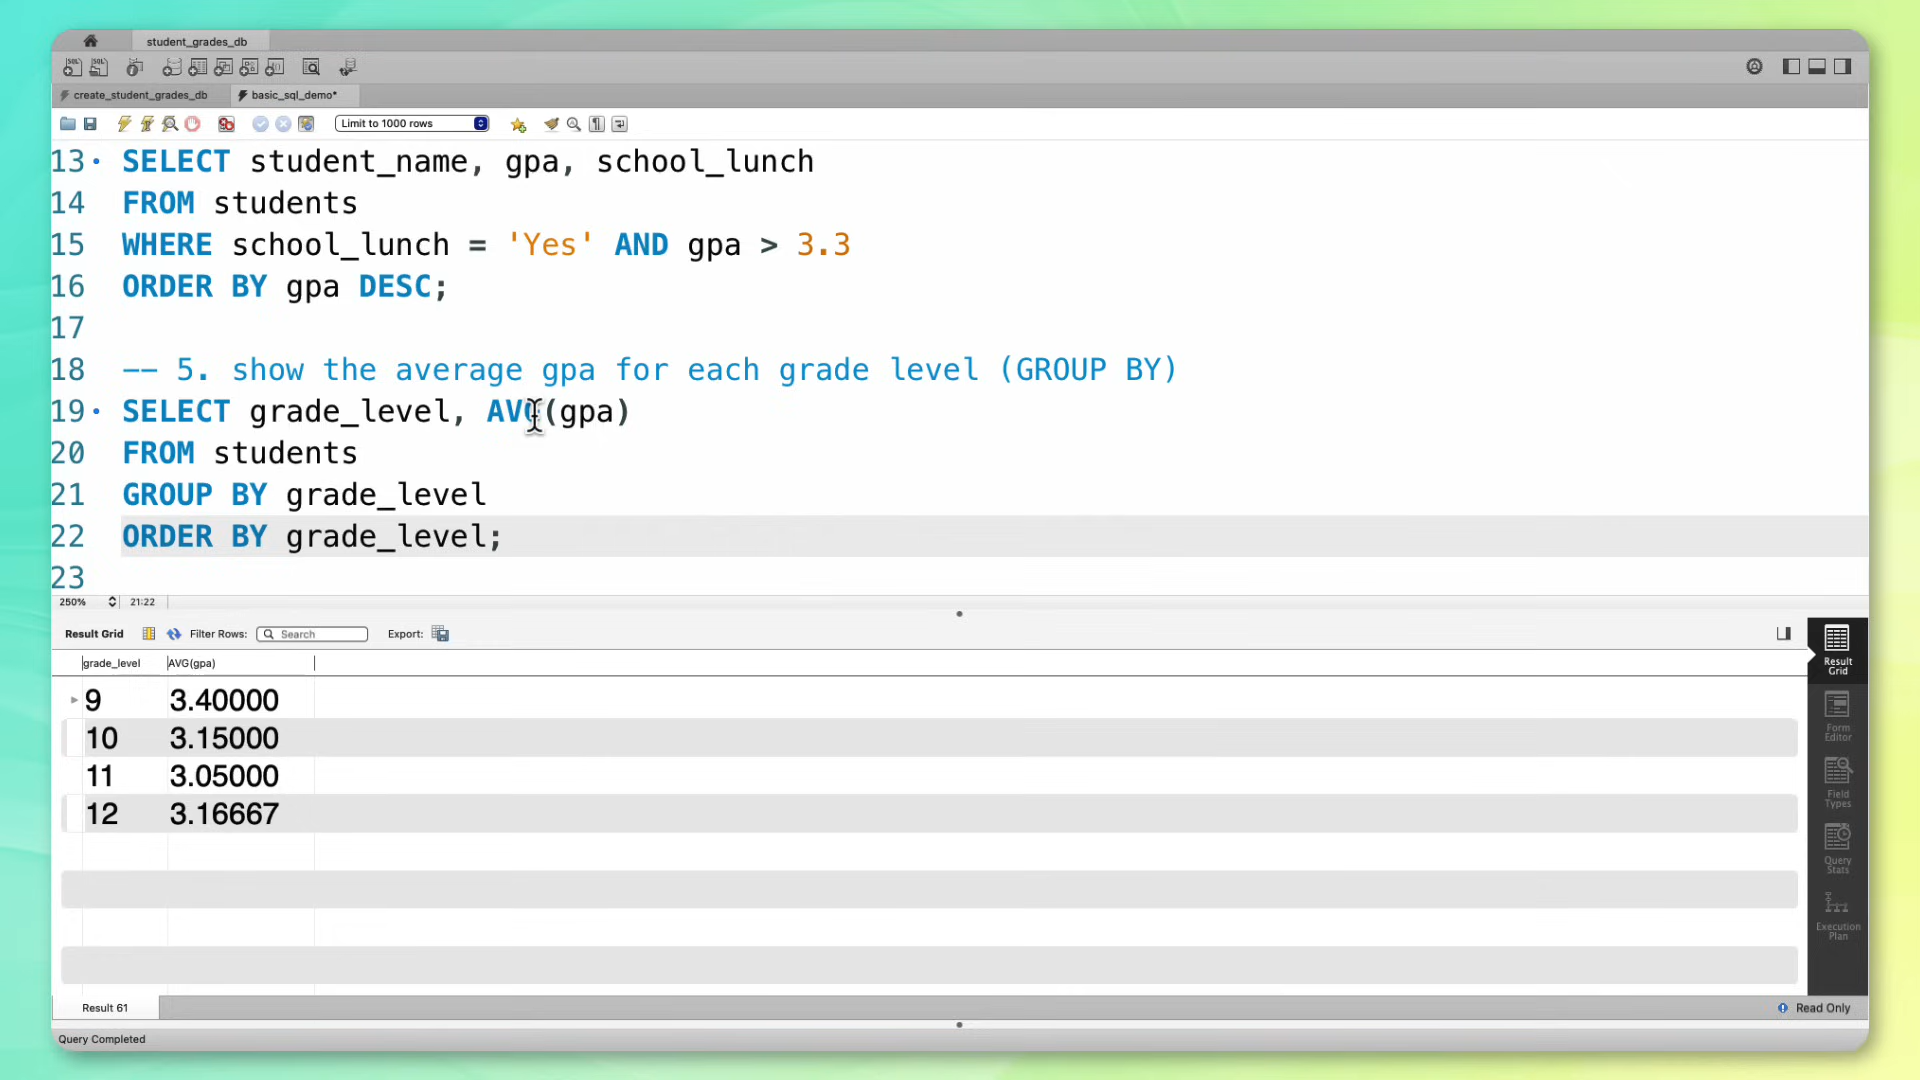 student_grades_db
create_student_grades_db
basic_sql_demo*
Limit to 1000 rows
13 SELECT student_name, gpa, school_lunch
14 FROM students
15 WHERE school_lunch = 'Yes' AND gpa > 3.3
16 ORDER BY gpa DESC;
17
18 -- 5. show the average gpa for each grade level (GROUP BY)
19 SELECT grade_level, AVG(gpa)
20 FROM students
21 GROUP BY grade_level
22 ORDER BY grade_level;
23
250% 21:22
Result Grid Filter Rows: Search Export:
grade_level AVG(gpa)
9 3.40000
10 3.15000
11 3.05000
12 3.16667
Result
Grid
Form
Editor
Field
Types
Query
Stats
Execution
Plan
Result 61
Read Only
Query Completed